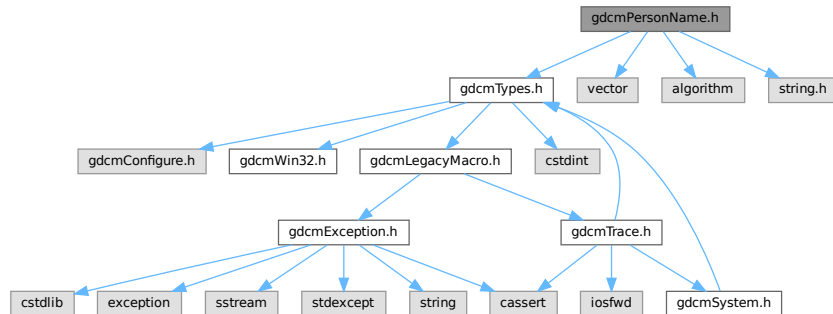 gdcmPersonName.h
gdcmTypes.h
vector
algorithm
string.h
gdcmConfigure.h
gdcmWin32.h
gdcmLegacyMacro.h
cstdint
gdcmException.h
gdcmTrace.h
cstdlib
exception
sstream
stdexcept
string
cassert
iosfwd
gdcmSystem.h